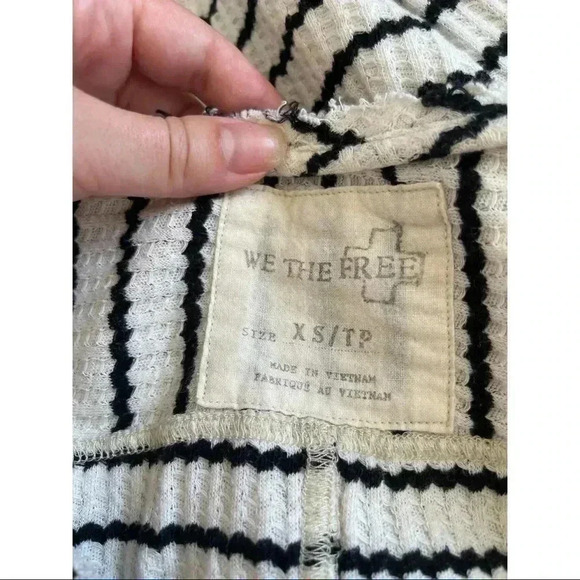 WE THE FREE
SIZE XS/TP
MADE IN VIETNAM
FABRIQUÉ AU VIETNAM